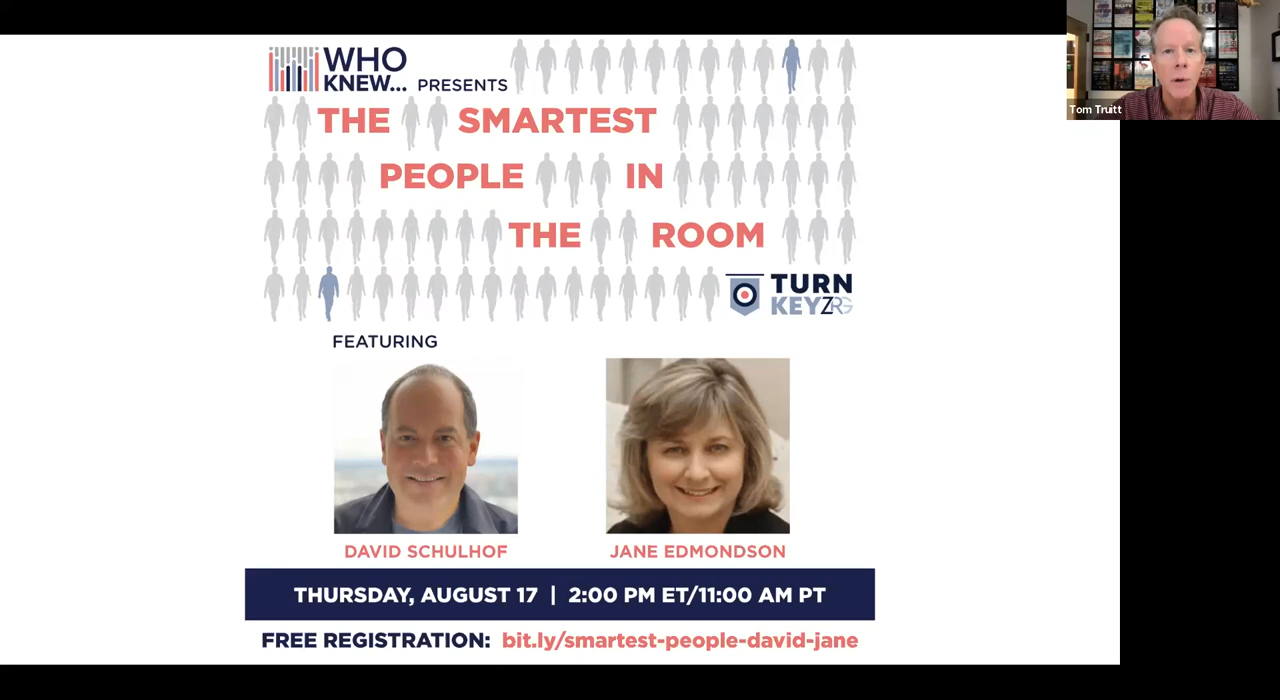 WHO
KNEW... PRESENTS
THE SMARTEST
PEOPLE IN
THE ROOM
TURN
KEYZRG
FEATURING
DAVID SCHULHOF JANE EDMONDSON
THURSDAY, AUGUST 17 | 2:00 PM ET/11:00 AM PT
FREE REGISTRATION: bit.ly/smartest-people-david-jane
Tom Truitt